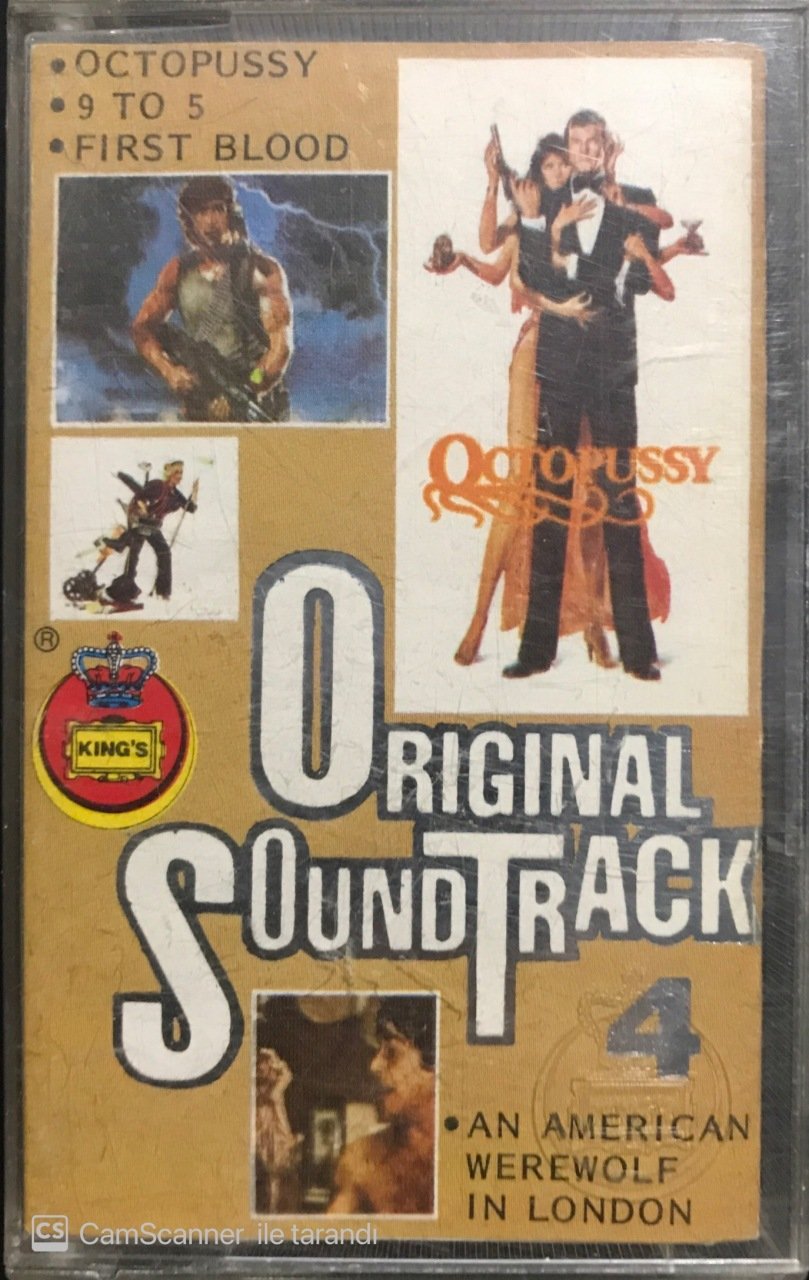 • OCTOPUSSY
• 9 TO 5
• FIRST BLOOD
OCTOPUSSY
®
KING'S
ORIGINAL
SOUNDTRACK
4
• AN AMERICAN
WEREWOLF
IN LONDON
CS CamScanner ile tarandı